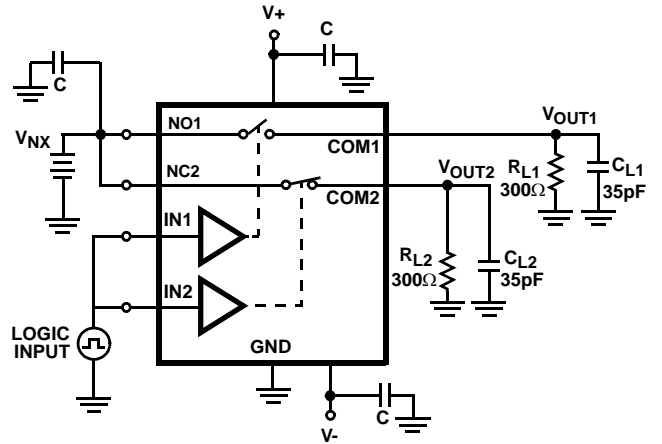 V+
C
C
VNX
NO1
COM1
VOUT1
RL1
300Ω
CL1
35pF
NC2
COM2
VOUT2
RL2
300Ω
CL2
35pF
IN1
IN2
LOGIC
INPUT
GND
C
V-